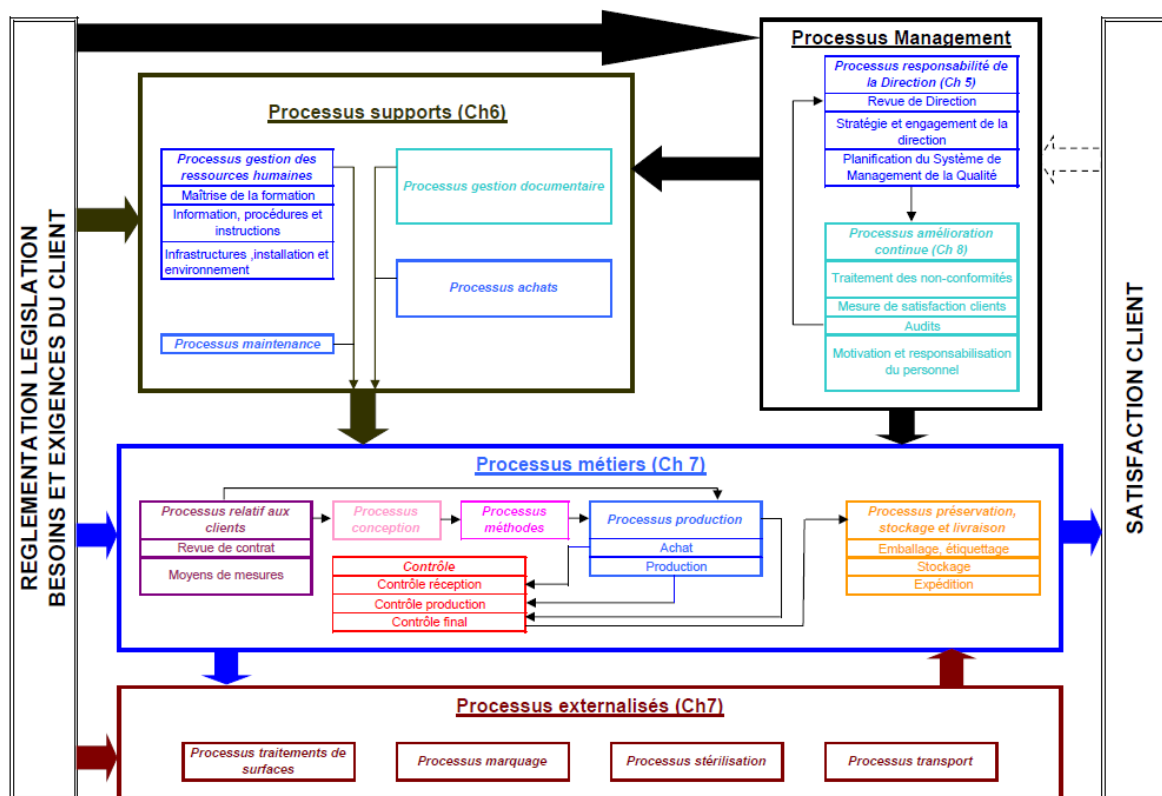 REGLEMENTATION LEGISLATION
BESOINS ET EXIGENCES DU CLIENT
Processus supports (Ch6)
Processus gestion des
ressources humaines
Maîtrise de la formation
Information, procédures et
instructions
Infrastructures ,installation et
environnement
Processus maintenance
Processus gestion documentaire
Processus achats
Processus Management
Processus responsabilité de
la Direction (Ch 5)
Revue de Direction
Stratégie et engagement de la
direction
Planification du Système de
Management de la Qualité
Processus amélioration
continue (Ch 8)
Traitement des non-conformités
Mesure de satisfaction clients
Audits
Motivation et responsabilisation
du personnel
SATISFACTION CLIENT
Processus métiers (Ch 7)
Processus relatif aux
clients
Revue de contrat
Moyens de mesures
Processus
conception
Processus
méthodes
Processus production
Achat
Production
Contrôle
Contrôle réception
Contrôle production
Contrôle final
Processus préservation,
stockage et livraison
Emballage, étiquettage
Stockage
Expédition
Processus externalisés (Ch7)
Processus traitements de
surfaces
Processus marquage
Processus stérilisation
Processus transport